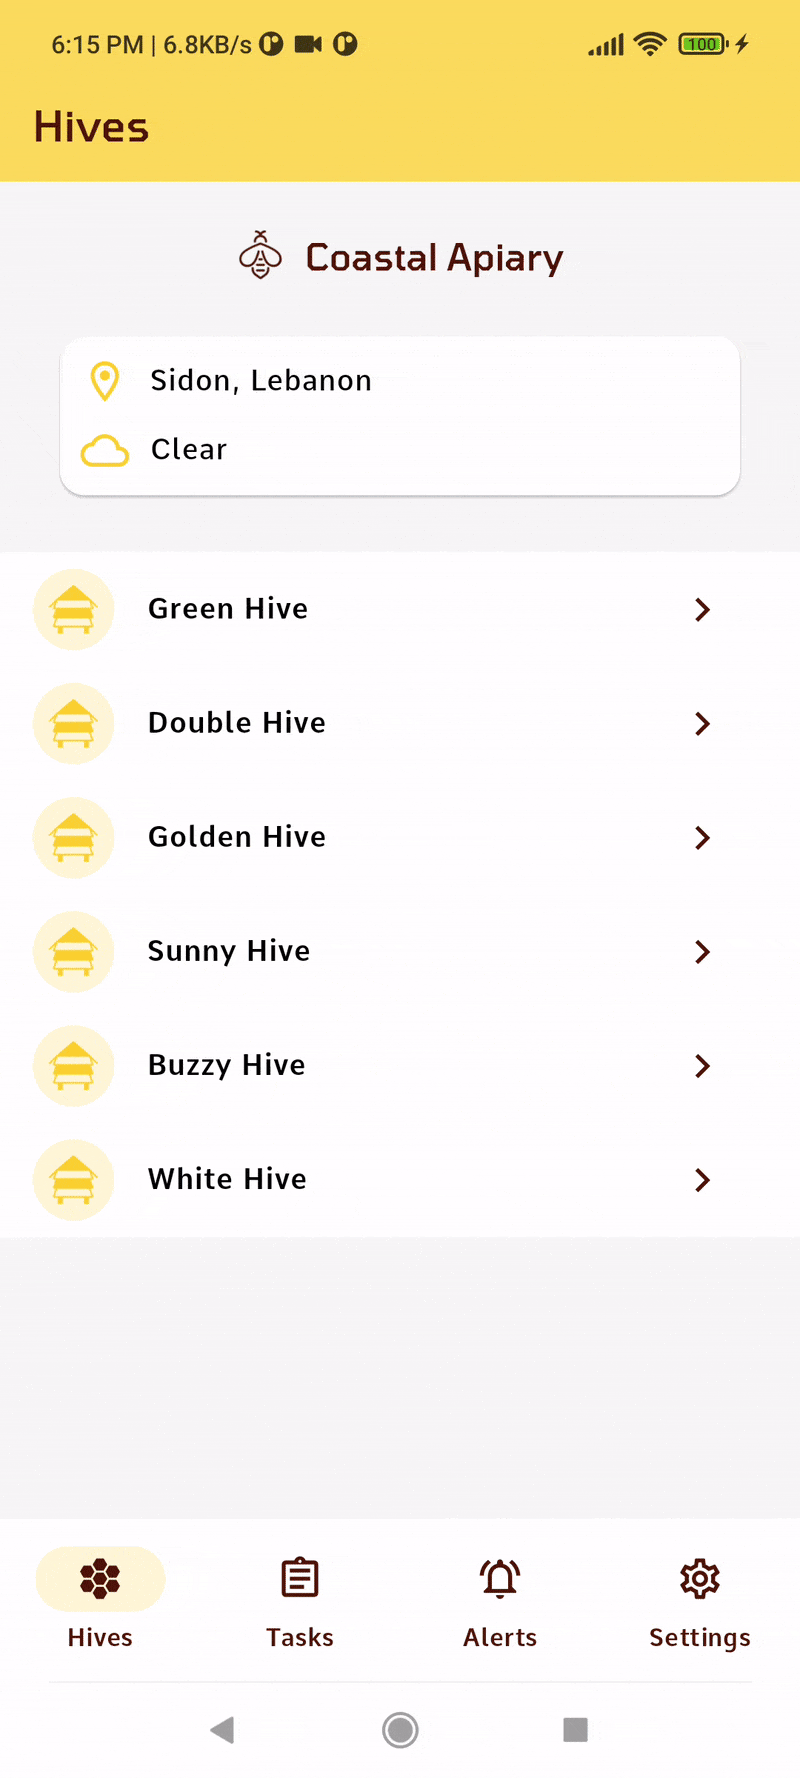 6:15 PM | 6.8KB/s
100
Hives
Coastal Apiary
Sidon, Lebanon
Clear
Green Hive
Double Hive
Golden Hive
Sunny Hive
Buzzy Hive
White Hive
Hives
Tasks
Alerts
Settings